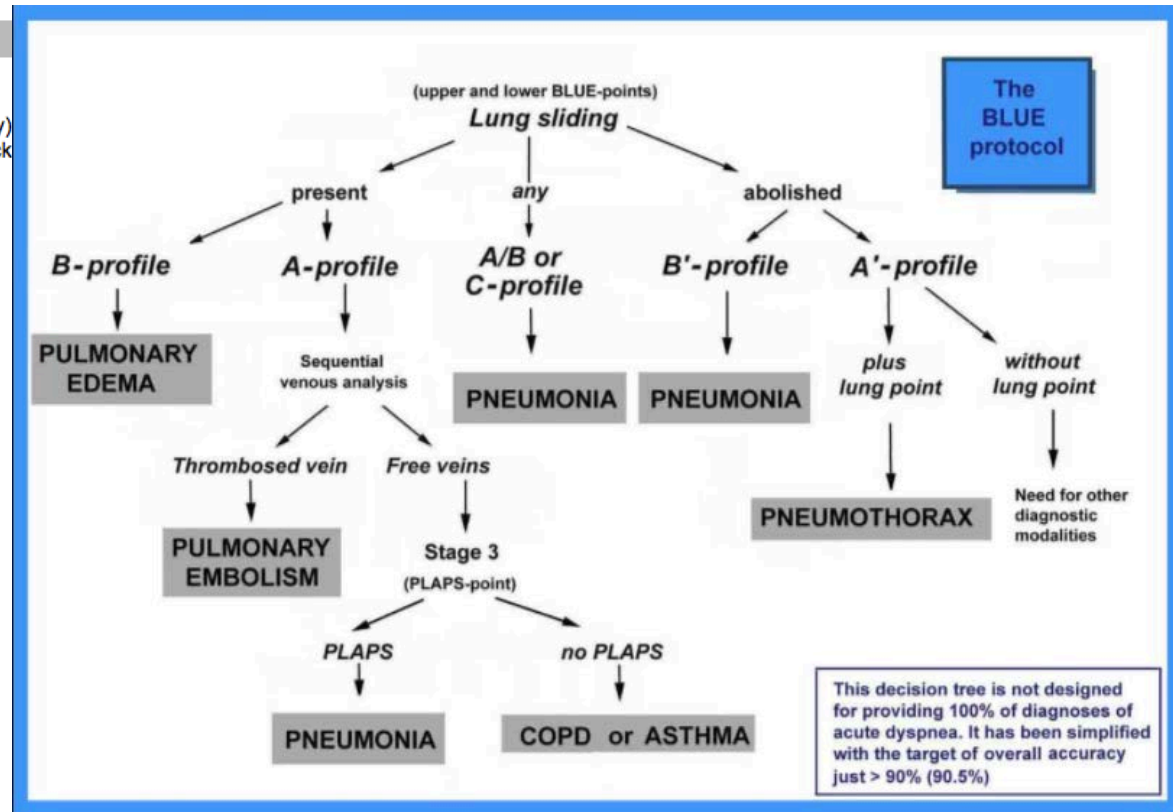 (upper and lower BLUE-points)
Lung sliding
The
BLUE
protocol
y)
ck
present
any
abolished
B-profile
A-profile
A/B or
C-profile
B'-profile
A'-profile
PULMONARY
EDEMA
Sequential
venous analysis
PNEUMONIA
PNEUMONIA
plus
lung point
without
lung point
Thrombosed vein
Free veins
PULMONARY
EMBOLISM
Stage 3
(PLAPS-point)
PNEUMOTHORAX
Need for other
diagnostic
modalities
PLAPS
no PLAPS
PNEUMONIA
COPD or ASTHMA
This decision tree is not designed
for providing 100% of diagnoses of
acute dyspnea. It has been simplified
with the target of overall accuracy
just > 90% (90.5%)